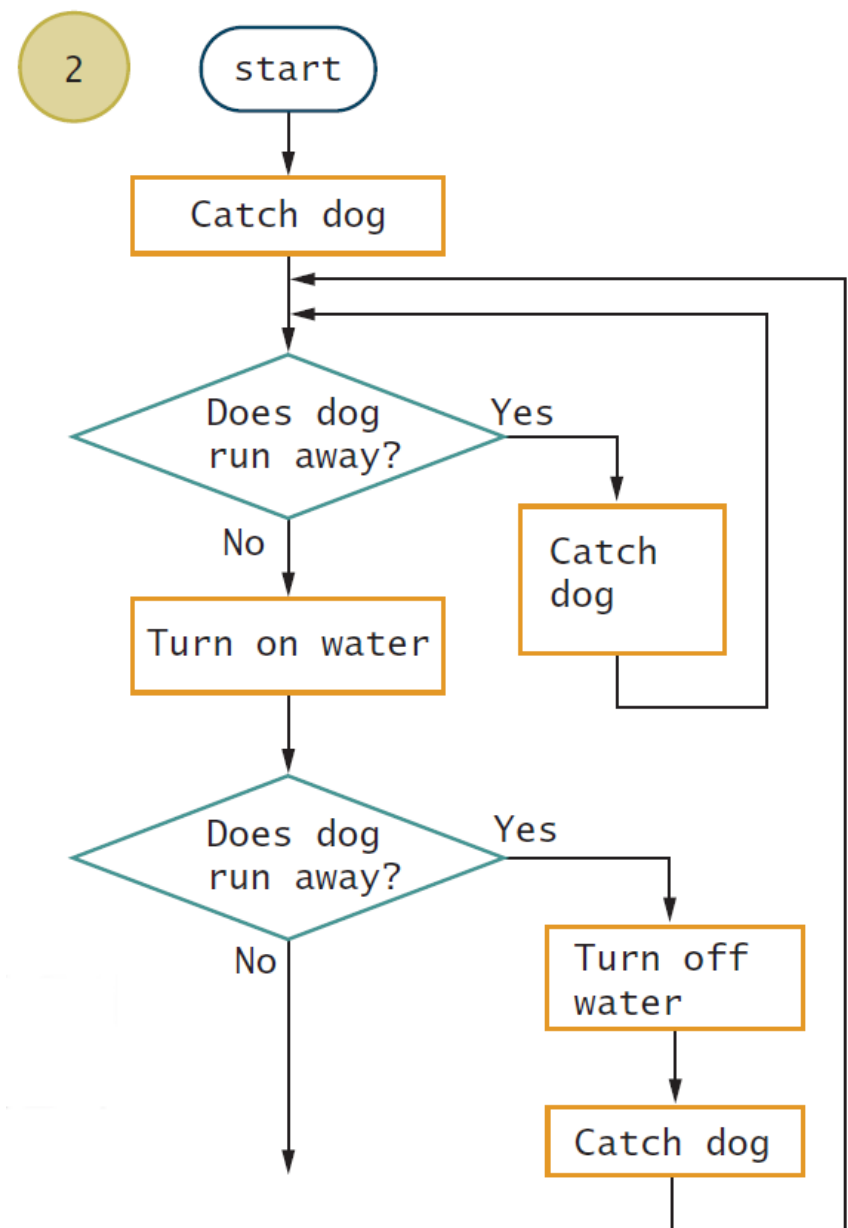 2
start
Catch dog
Does dog
run away?
Yes
No
Catch
dog
Turn on water
Does dog
run away?
Yes
No
Turn off
water
Catch dog